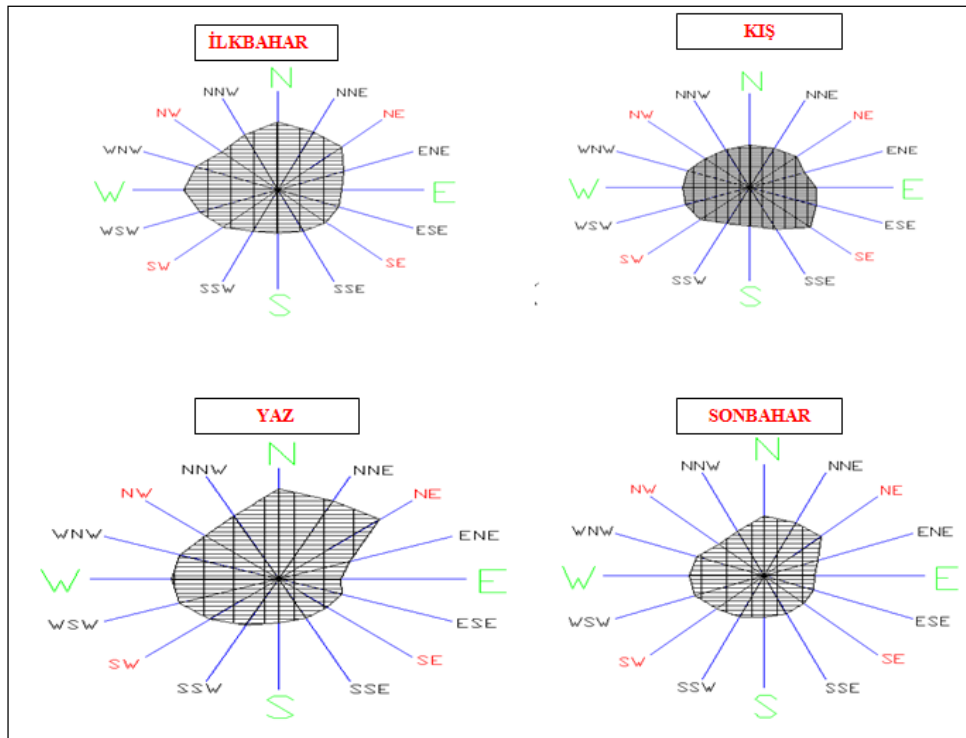 İLKBAHAR
N
NNW NNE
NW NE
WNW ENE
W E
WSW ESE
SW SE
SSW SSE
S
KIŞ
N
NNW NNE
NW NE
WNW ENE
W E
WSW ESE
SW SE
SSW SSE
S
YAZ
N
NNW NNE
NW NE
WNW ENE
W E
WSW ESE
SW SE
SSW SSE
S
SONBAHAR
N
NNW NNE
NW NE
WNW ENE
W E
WSW ESE
SW SE
SSW SSE
S